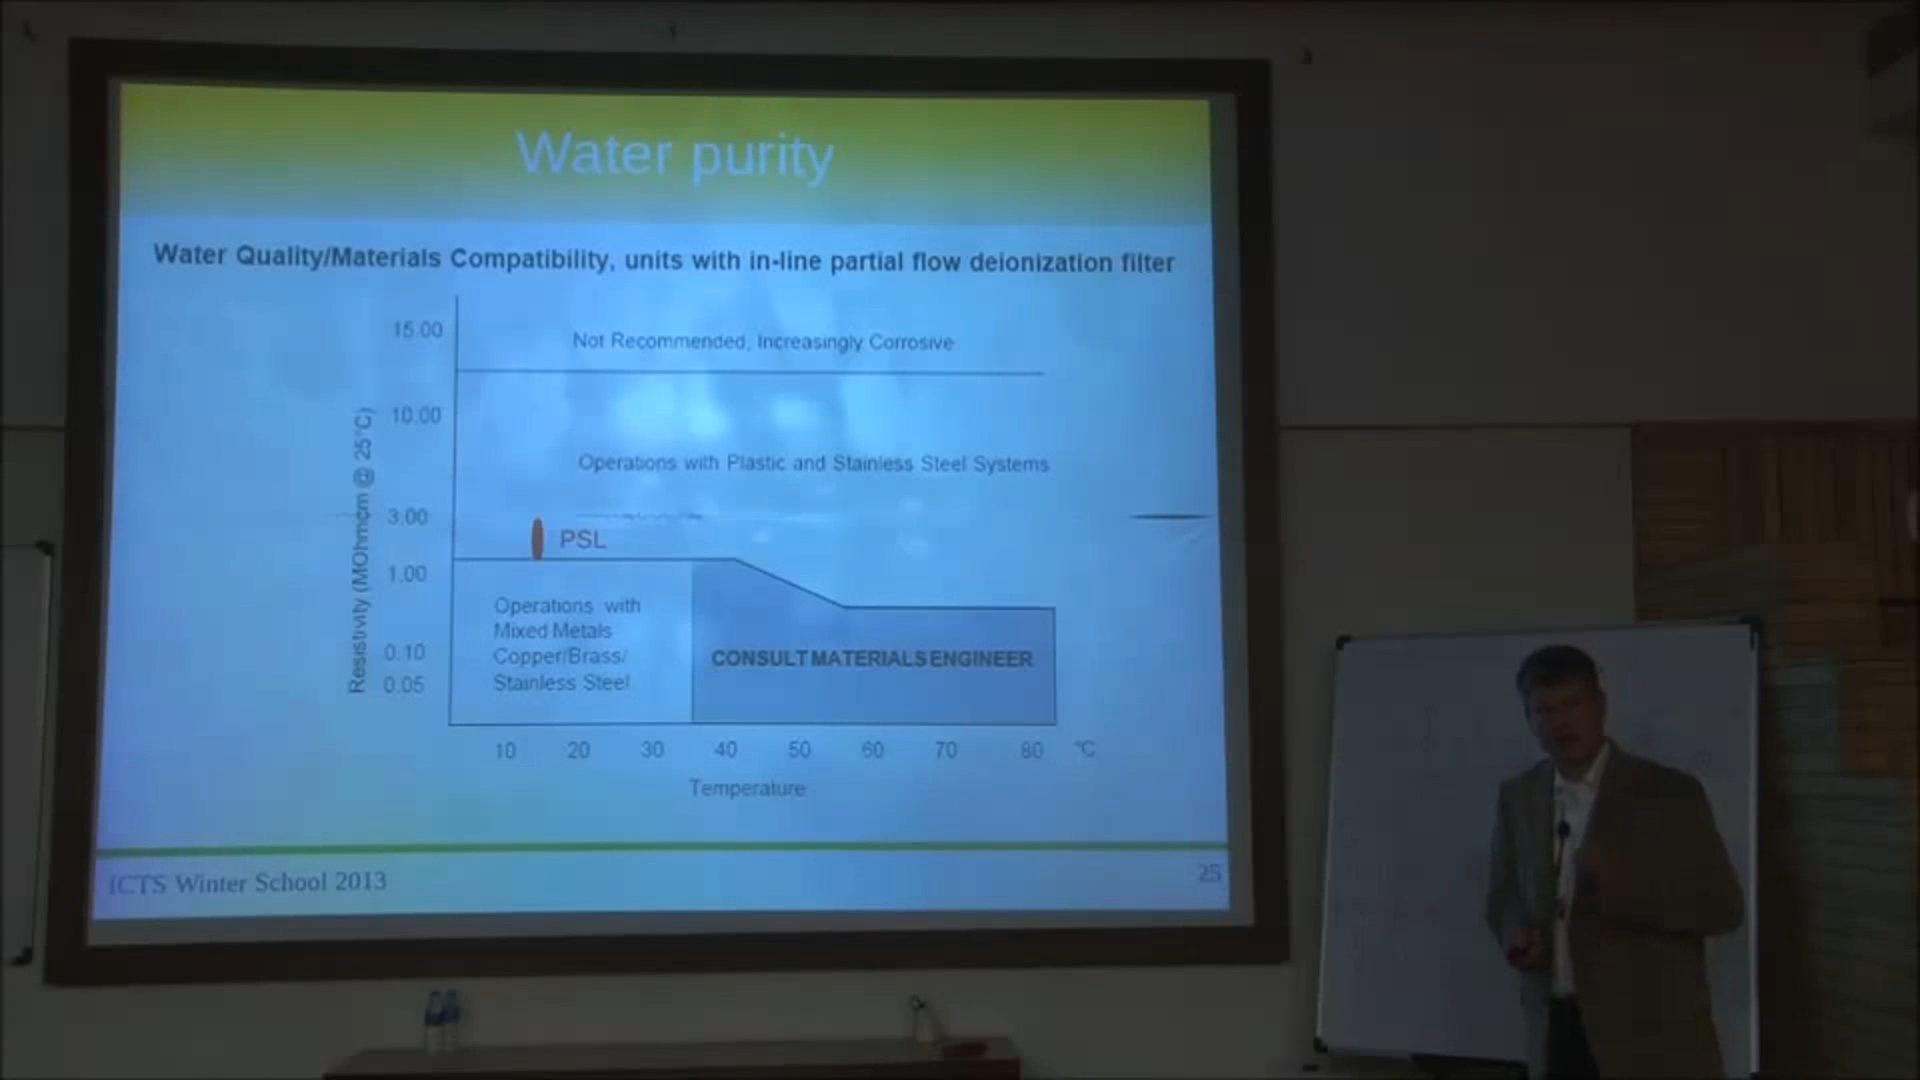 Water purity
Water Quality/Materials Compatibility, units with in-line partial flow deionization filter
15.00
Not Recommended, Increasingly Corrosive
10.00
Operations with Plastic and Stainless Steel Systems
Resistivity (MOhmcm @ 25°C)
3.00
PSL
1.00
Operations with
Mixed Metals
Copper/Brass/
Stainless Steel
CONSULT MATERIALS ENGINEER
0.10
0.05
10 20 30 40 50 60 70 80 °C
Temperature
ICTS Winter School 2013
25